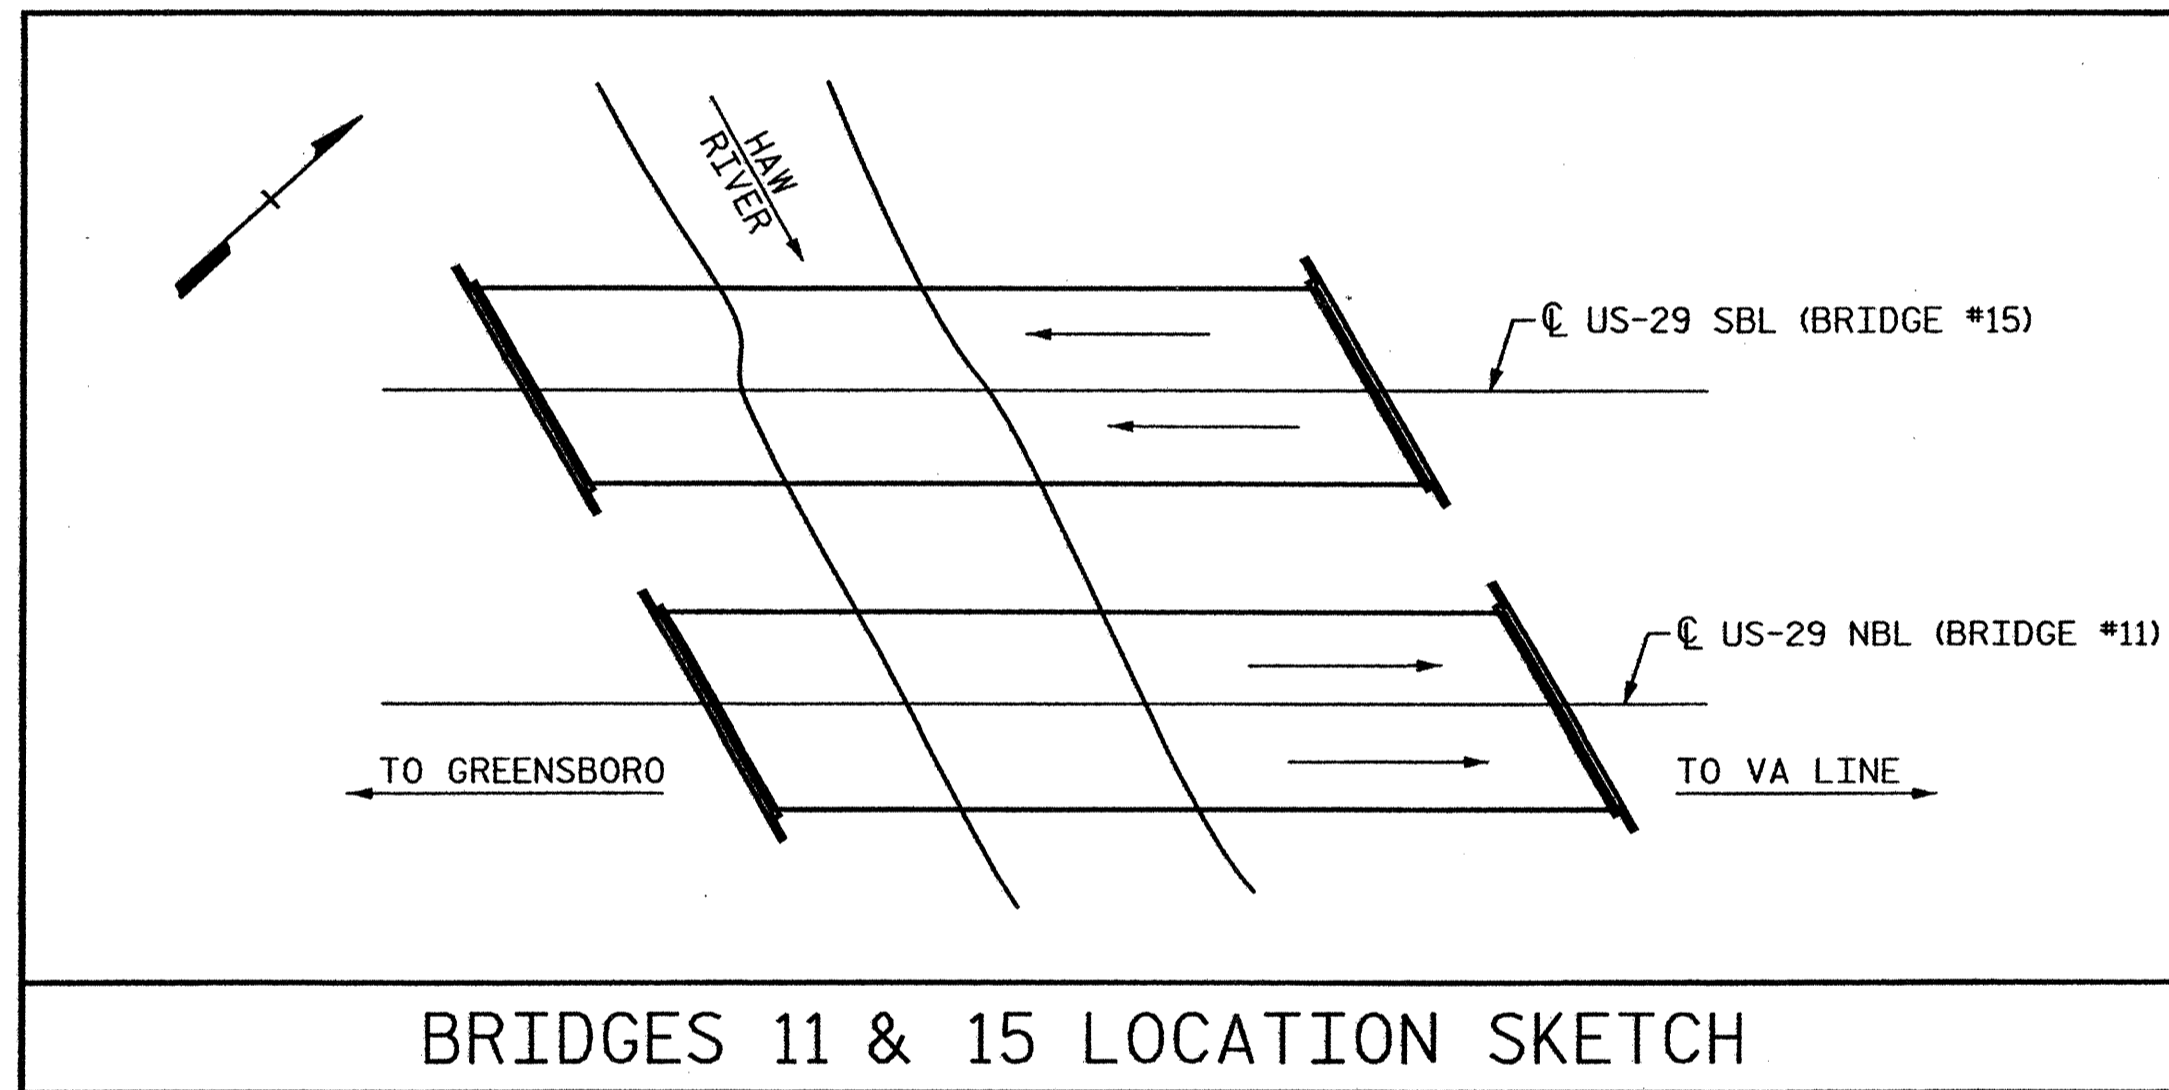 HAW
RIVER
℄ US-29 SBL (BRIDGE #15)
℄ US-29 NBL (BRIDGE #11)
TO GREENSBORO
TO VA LINE
BRIDGES 11 & 15 LOCATION SKETCH